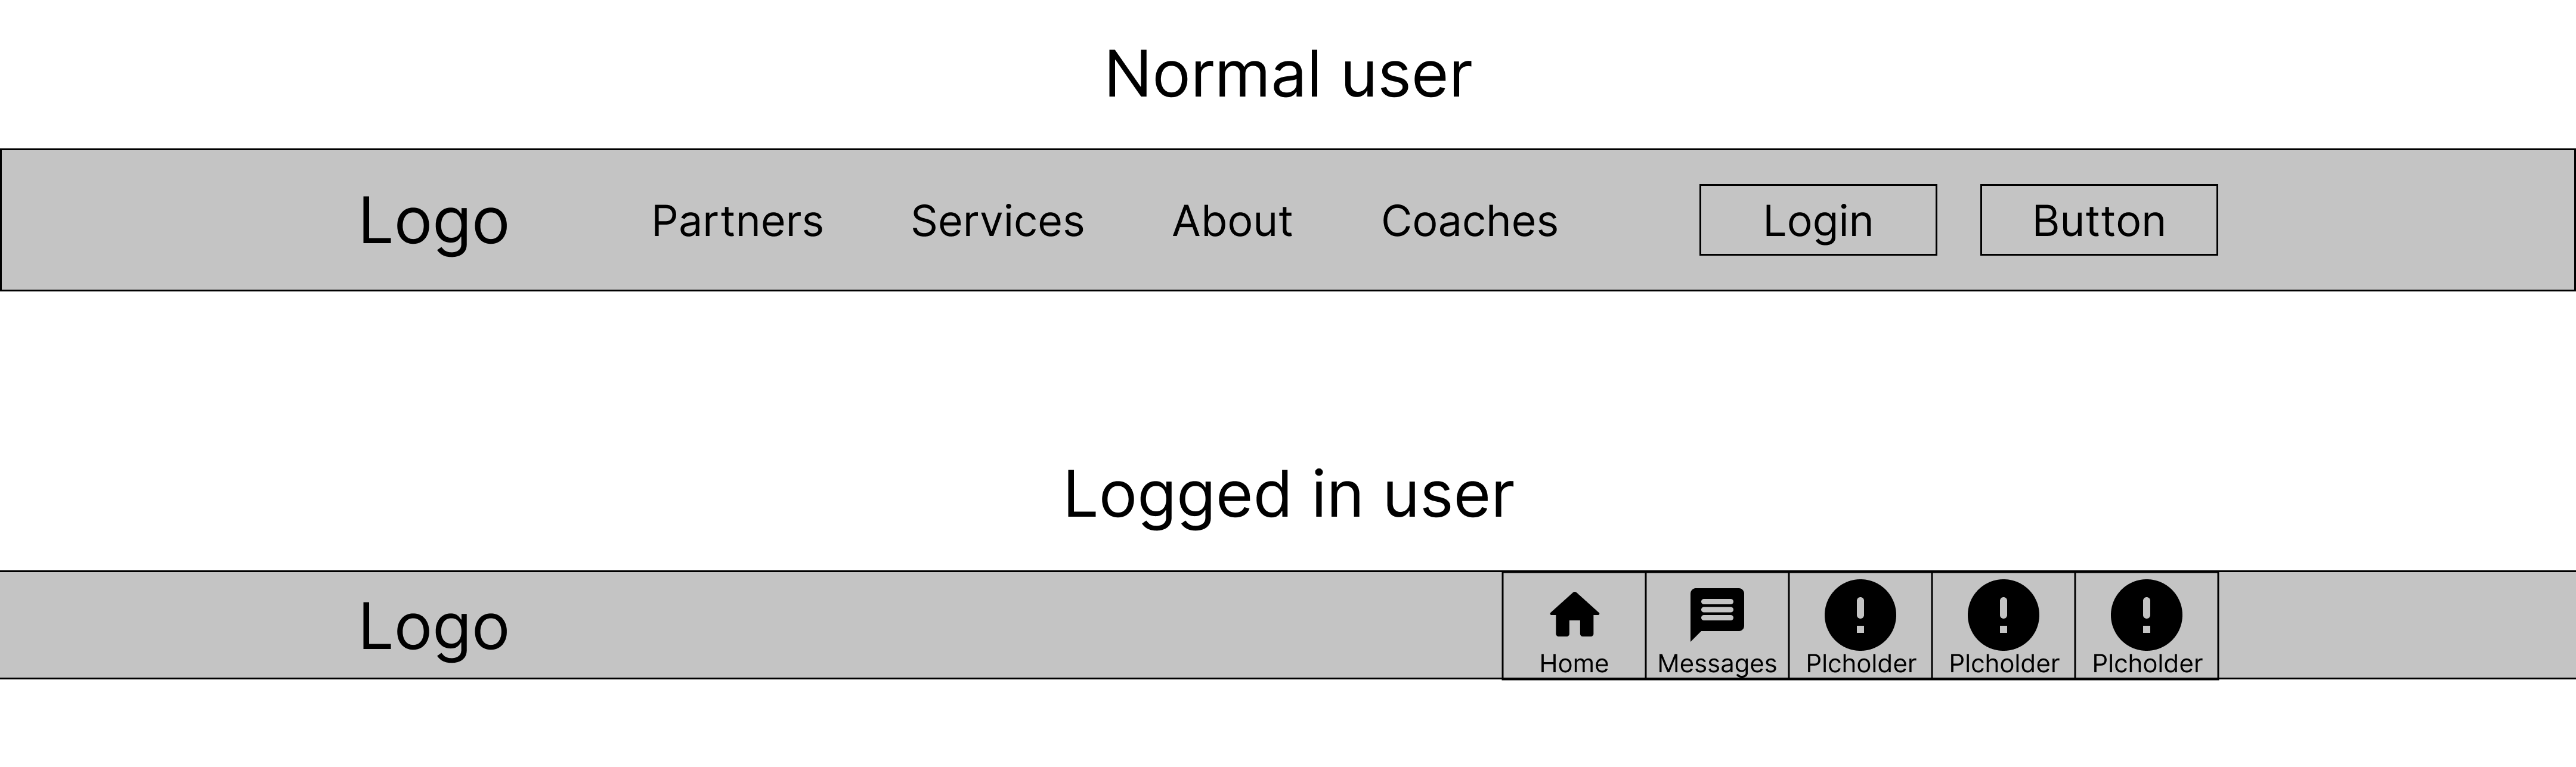 Normal user
Logo Partners Services About Coaches Login Button
Logged in user
Logo
Home Messages Plcholder Plcholder Plcholder